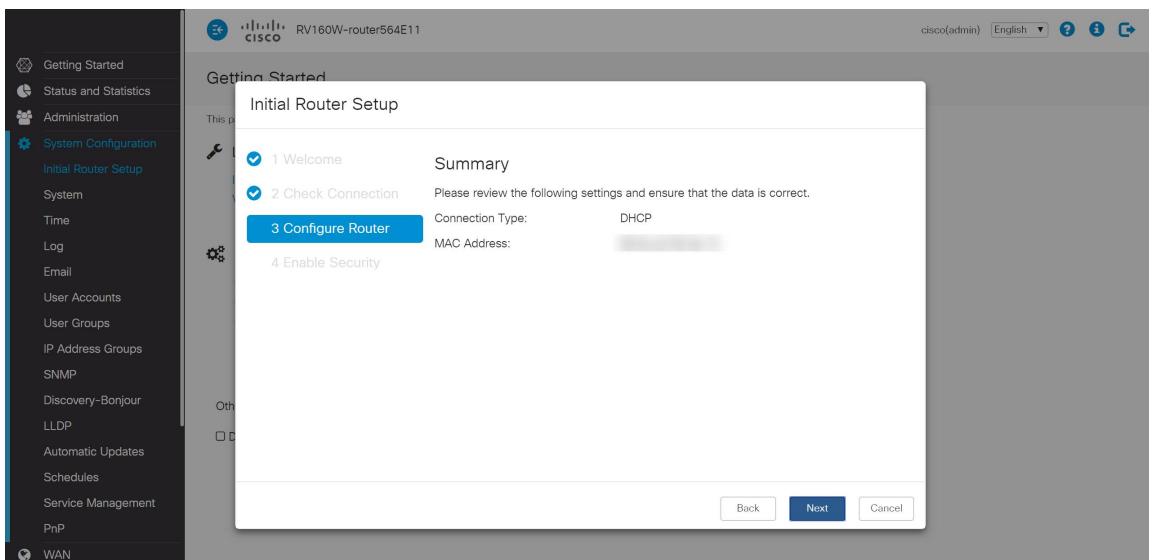 CISCO
RV160W-router564E11
cisco(admin)
English
Getting Started
Status and Statistics
Administration
System Configuration
Initial Router Setup
System
Time
Log
Email
User Accounts
User Groups
IP Address Groups
SNMP
Discovery-Bonjour
LLDP
Automatic Updates
Schedules
Service Management
PnP
WAN
Getting Started
This p
Oth
Initial Router Setup
1 Welcome
2 Check Connection
3 Configure Router
4 Enable Security
Summary
Please review the following settings and ensure that the data is correct.
Connection Type: DHCP
MAC Address:
Back
Next
Cancel